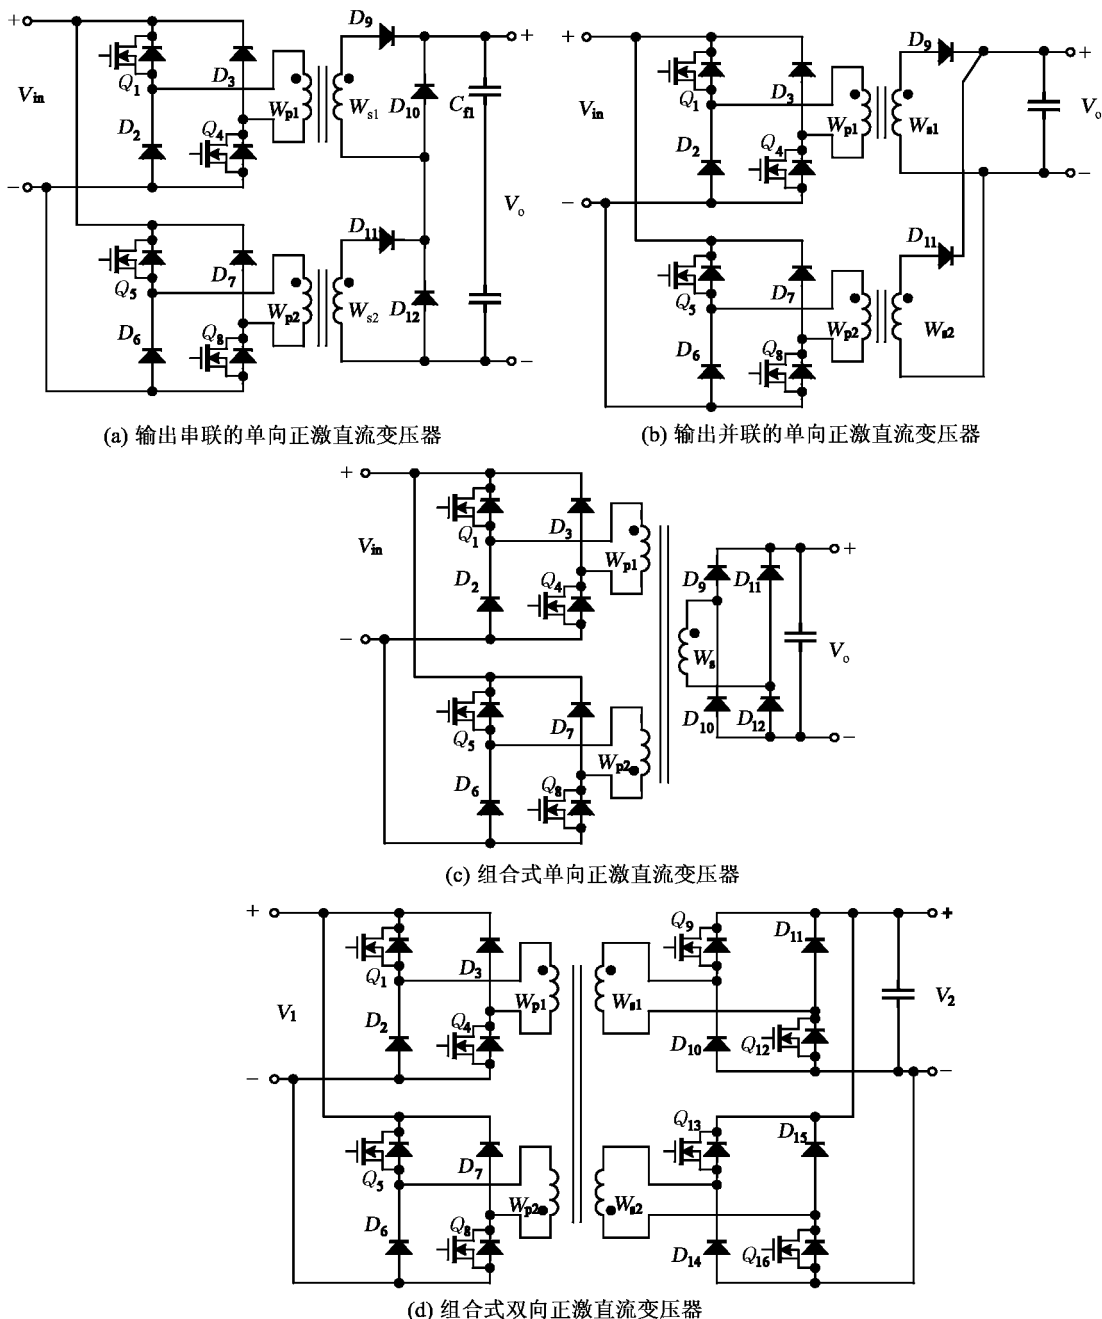 + D9 +
Q1 D3
Vin Wp1 Ws1 D10 Cf1
D2 Q4
−
Vo
D11
Q5 D7
Wp2 Ws2 D12
D6 Q8
−
(a) 输出串联的单向正激直流变压器
+ D9 +
Q1 D3
Vin Wp1 Ws1 Vo
D2 Q4
− −
D11
Q5 D7
Wp2 Ws2
D6 Q8
(b) 输出并联的单向正激直流变压器
+
Q1 D3
Vin Wp1 +
D2 Q4 D9 D11
− Ws Vo
Q5 D7 D10 D12
Wp2 −
D6 Q8
(c) 组合式单向正激直流变压器
+ Q9 D11 +
Q1 D3
V1 Wp1 Ws1 V2
D2 Q4 D10 Q12
− −
Q13 D15
Q5 D7
Wp2 Ws2
D6 Q8 D14 Q16
(d) 组合式双向正激直流变压器